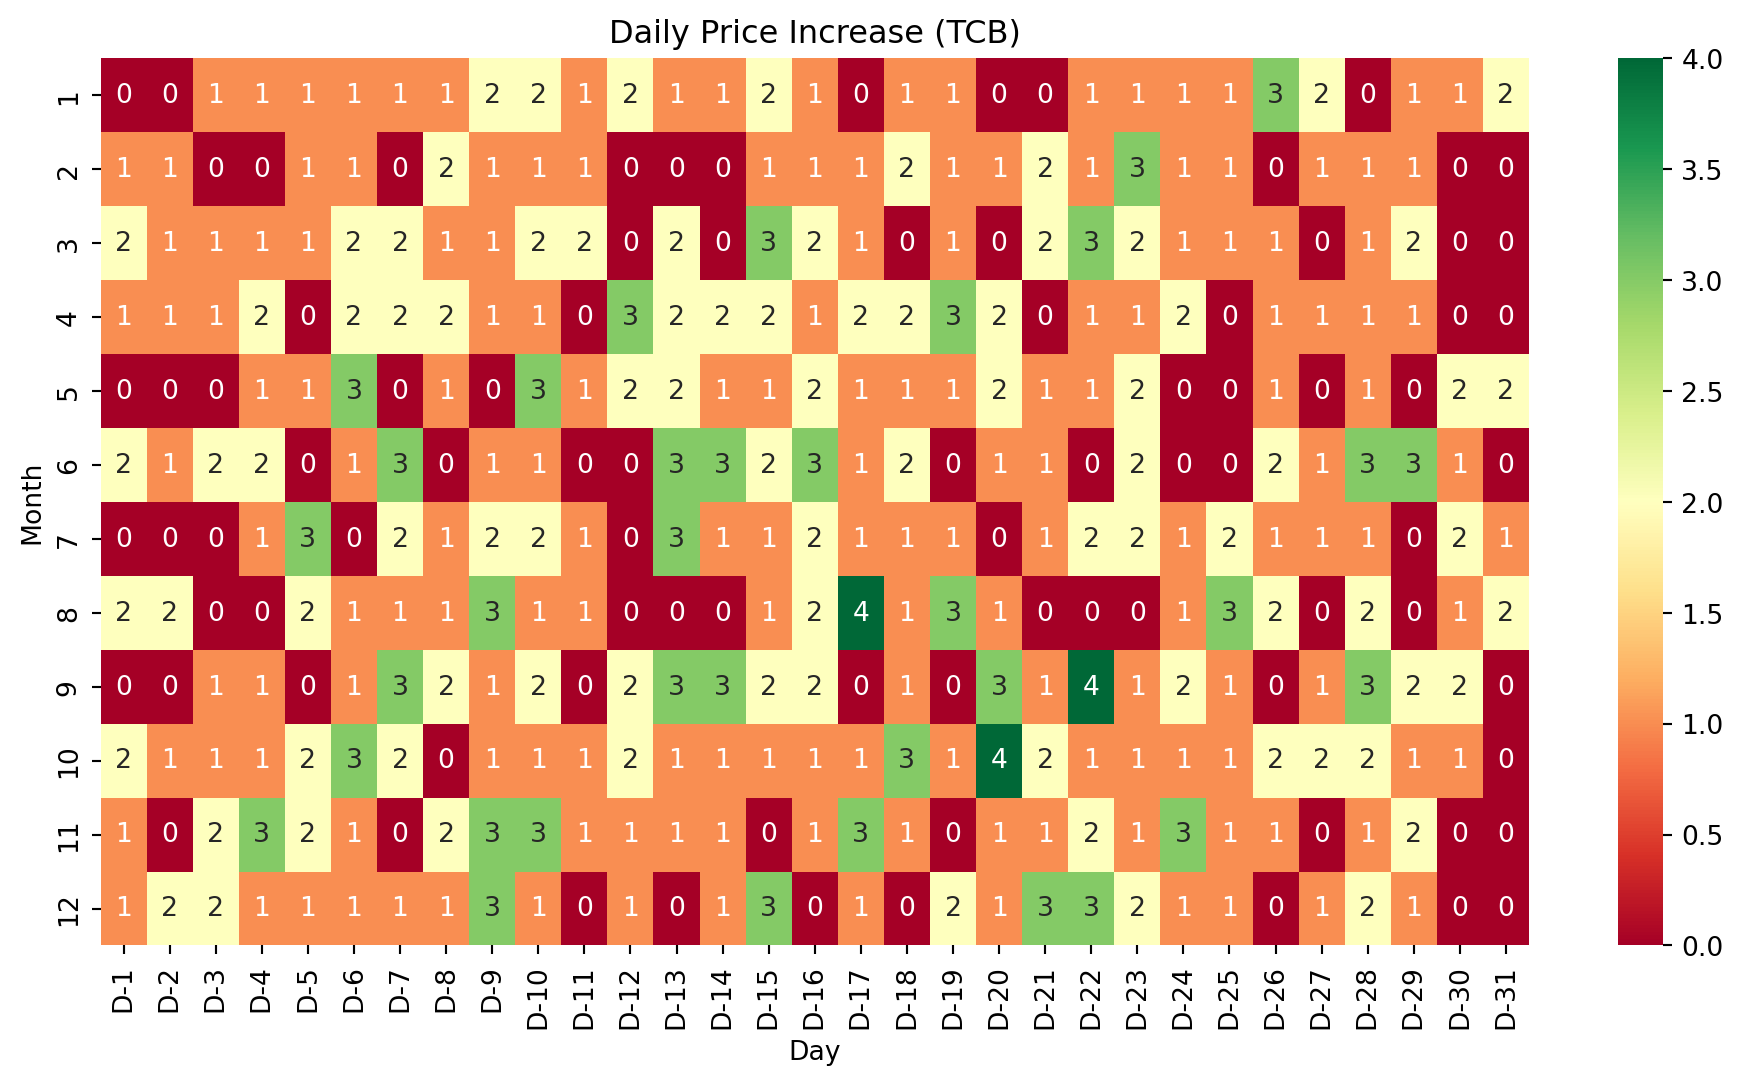 Daily Price Increase (TCB)
1 0 0 1 1 1 1 1 1 2 2 1 2 1 1 2 1 0 1 1 0 0 1 1 1 1 3 2 0 1 1 2
2 1 1 0 0 1 1 0 2 1 1 1 0 0 0 1 1 1 2 1 1 2 1 3 1 1 0 1 1 1 0 0
3 2 1 1 1 1 2 2 1 1 2 2 0 2 0 3 2 1 0 1 0 2 3 2 1 1 1 0 1 2 0 0
4 1 1 1 2 0 2 2 2 1 1 0 3 2 2 2 1 2 2 3 2 0 1 1 2 0 1 1 1 1 0 0
5 0 0 0 1 1 3 0 1 0 3 1 2 2 1 1 2 1 1 1 2 1 1 2 0 0 1 0 1 0 2 2
6 2 1 2 2 0 1 3 0 1 1 0 0 3 3 2 3 1 2 0 1 1 0 2 0 0 2 1 3 3 1 0
7 0 0 0 1 3 0 2 1 2 2 1 0 3 1 1 2 1 1 1 0 1 2 2 1 2 1 1 1 0 2 1
8 2 2 0 0 2 1 1 1 3 1 1 0 0 0 1 2 4 1 3 1 0 0 0 1 3 2 0 2 0 1 2
9 0 0 1 1 0 1 3 2 1 2 0 2 3 3 2 2 0 1 0 3 1 4 1 2 1 0 1 3 2 2 0
10 2 1 1 1 2 3 2 0 1 1 1 2 1 1 1 1 1 3 1 4 2 1 1 1 1 2 2 2 1 1 0
11 1 0 2 3 2 1 0 2 3 3 1 1 1 1 0 1 3 1 0 1 1 2 1 3 1 1 0 1 2 0 0
12 1 2 2 1 1 1 1 1 3 1 0 1 0 1 3 0 1 0 2 1 3 3 2 1 1 0 1 2 1 0 0
Month
D-1 D-2 D-3 D-4 D-5 D-6 D-7 D-8 D-9 D-10 D-11 D-12 D-13 D-14 D-15 D-16 D-17 D-18 D-19 D-20 D-21 D-22 D-23 D-24 D-25 D-26 D-27 D-28 D-29 D-30 D-31
Day
4.0
3.5
3.0
2.5
2.0
1.5
1.0
0.5
0.0